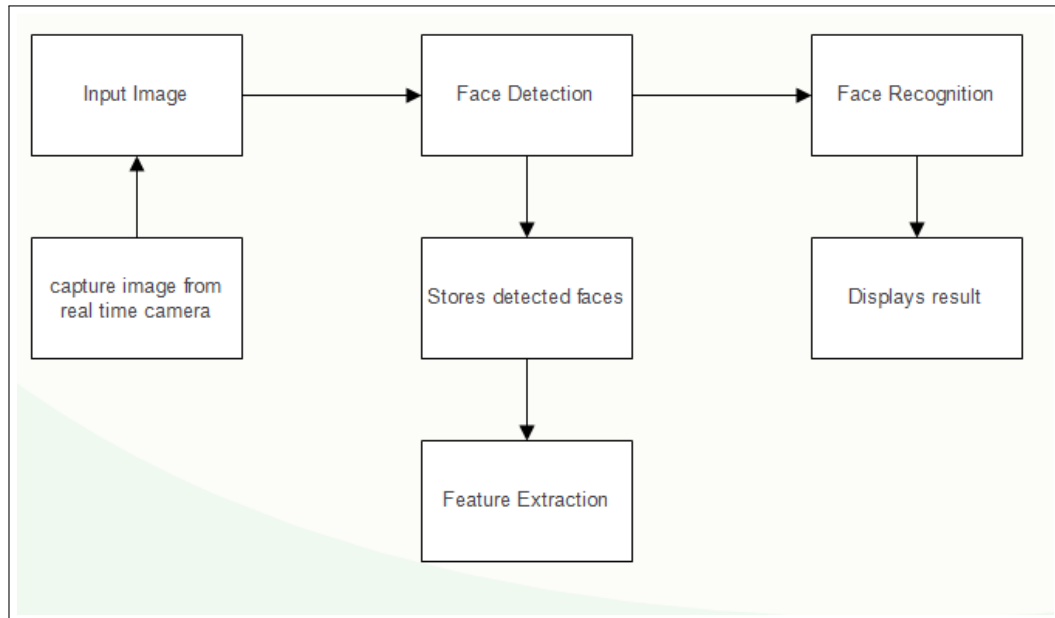 Input Image
Face Detection
Face Recognition
capture image from
real time camera
Stores detected faces
Displays result
Feature Extraction